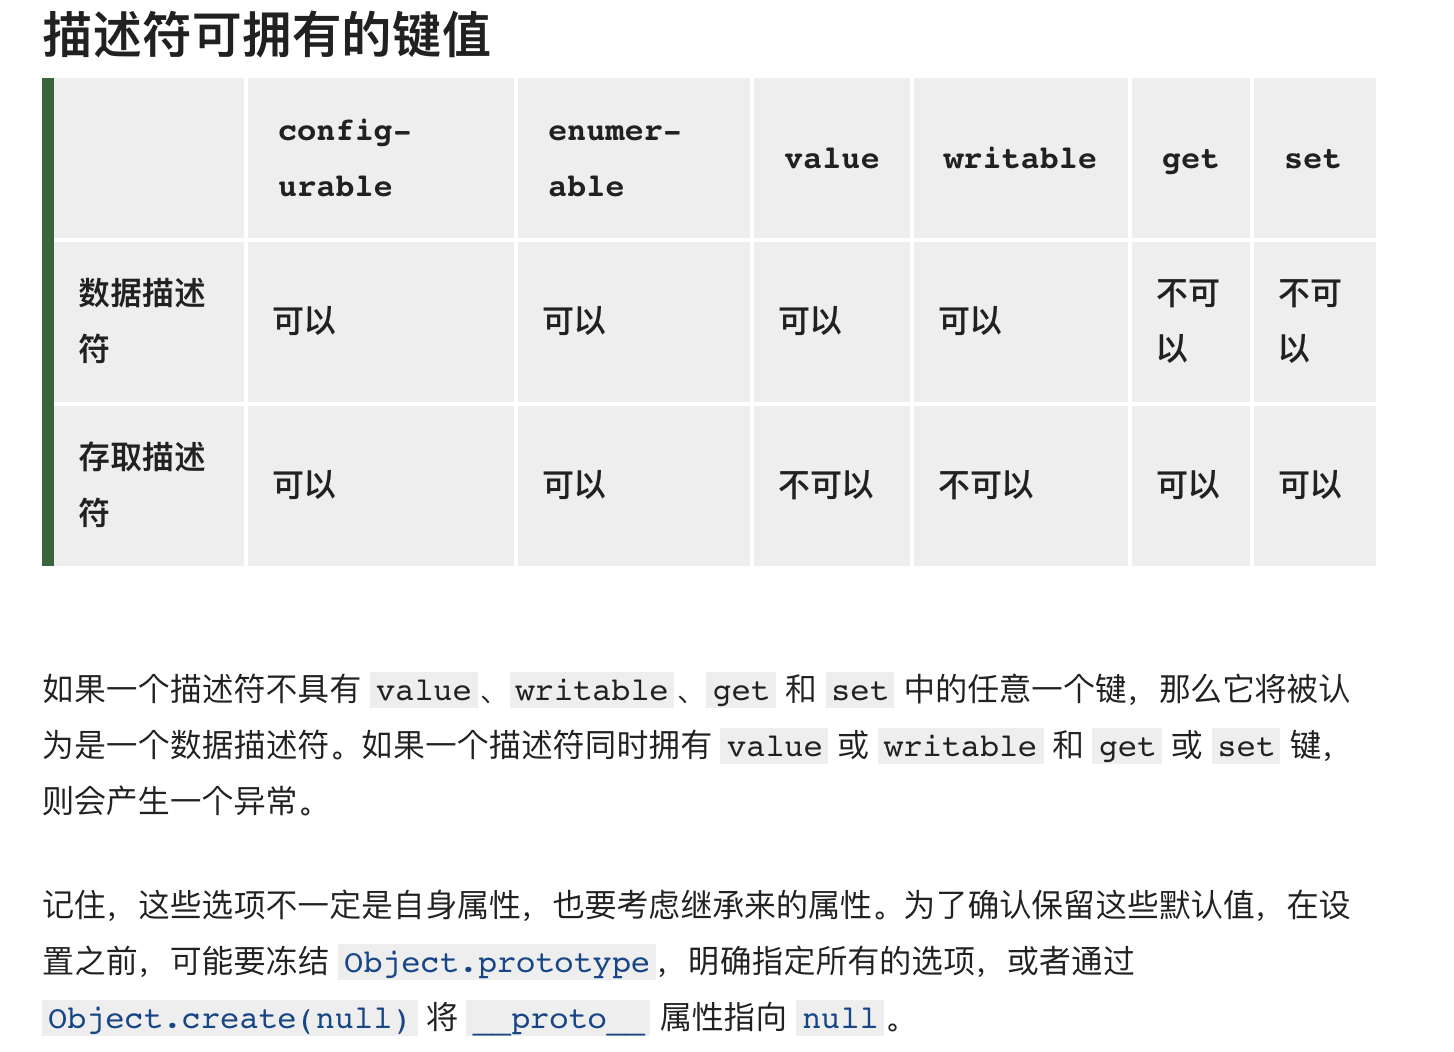 描述符可拥有的键值
config-
urable
enumer-
able
value
writable
get
set
数据描述
符
可以
可以
可以
可以
不可
以
不可
以
存取描述
符
可以
可以
不可以
不可以
可以
可以
如果一个描述符不具有 value、writable、get 和 set 中的任意一个键，那么它将被认
为是一个数据描述符。如果一个描述符同时拥有 value 或 writable 和 get 或 set 键，
则会产生一个异常。
记住，这些选项不一定是自身属性，也要考虑继承来的属性。为了确认保留这些默认值，在设
置之前，可能要冻结 Object.prototype，明确指定所有的选项，或者通过
Object.create(null) 将 __proto__ 属性指向 null。